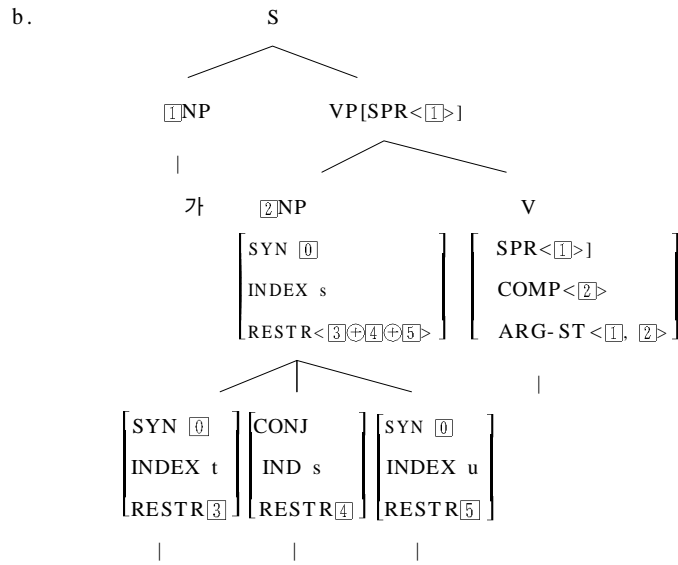 b. S
1NP VP[SPR<1>]
|
가 2NP V
SYN 0 SPR<1>]
INDEX s COMP<2>
RESTR<3⊕4⊕5> ARG-ST<1, 2>
|
SYN 0 CONJ SYN 0
INDEX t IND s INDEX u
RESTR3 RESTR4 RESTR5
| | |